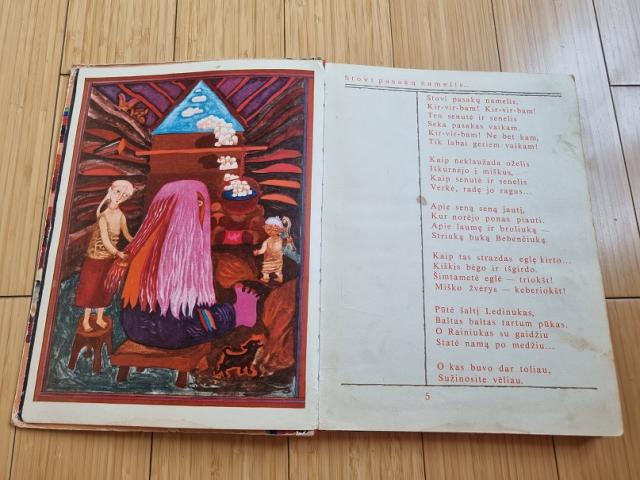 Stovi pasakų namelis...
Stovi pasakų namelis,
Kir-vir-bam! Kir-vir-bam!
Ten senutė ir senelis
Seka pasakas vaikam.
Kir-vir-bam! Ne bet kam,
Tik labai geriem vaikam!
Kaip neklaužada oželis
Iškurnėjo į miškus,
Kaip senutė ir senelis
Verkė, radę jo ragus...
Apie seną seną jautį,
Kur norėjo ponas piauti.
Apie laumę ir broliuką —
Striuką buką Bebenčiuką.
Kaip tas strazdas eglę kirto...
Kiškis bėgo ir išgirdo.
Šimtametė eglė — triokšt!
Miško žvėrys — keberiokšt!
Pūtė šaltį Ledinukas,
Baltas baltas tartum pūkas.
O Rainiukas su gaidžiu
Statė namą po medžiu...
O kas buvo dar toliau,
Sužinosite vėliau.
5